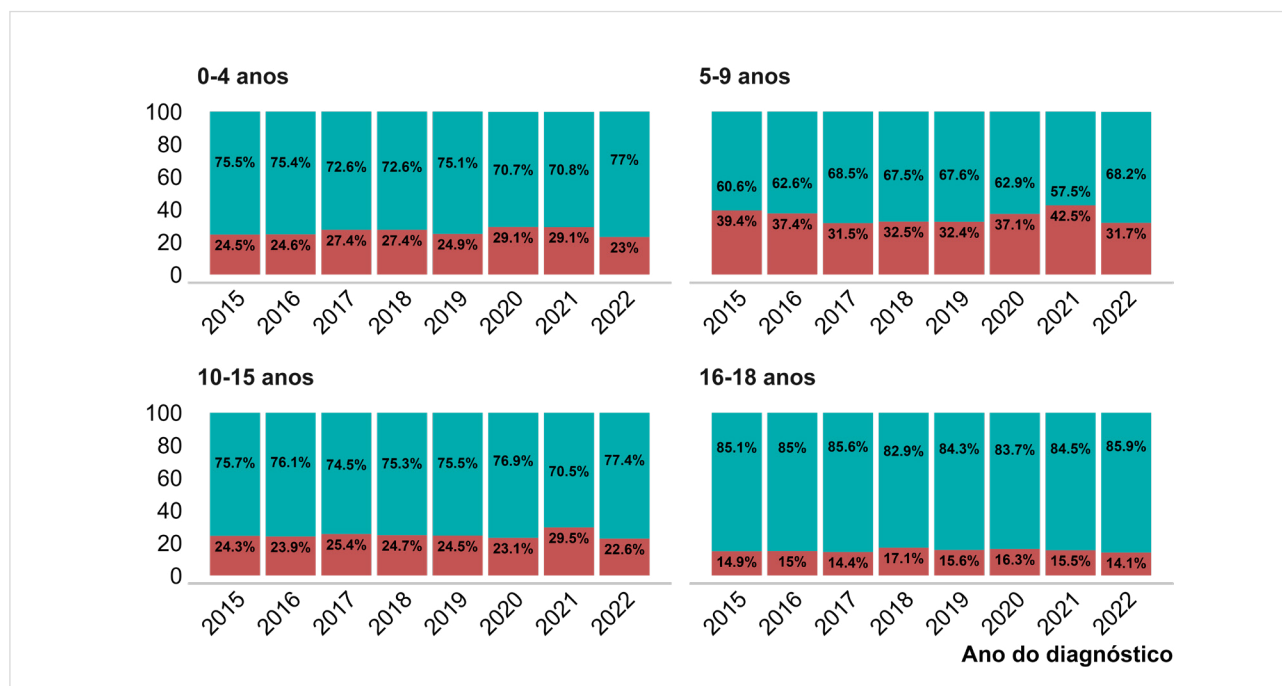 0-4 anos
100
80
60
40
20
0
75.5% 75.4% 72.6% 72.6% 75.1% 70.7% 70.8% 77%
24.5% 24.6% 27.4% 27.4% 24.9% 29.1% 29.1% 23%
2015 2016 2017 2018 2019 2020 2021 2022
5-9 anos
60.6% 62.6% 68.5% 67.5% 67.6% 62.9% 57.5% 68.2%
39.4% 37.4% 31.5% 32.5% 32.4% 37.1% 42.5% 31.7%
2015 2016 2017 2018 2019 2020 2021 2022
10-15 anos
100
80
60
40
20
0
75.7% 76.1% 74.5% 75.3% 75.5% 76.9% 70.5% 77.4%
24.3% 23.9% 25.4% 24.7% 24.5% 23.1% 29.5% 22.6%
2015 2016 2017 2018 2019 2020 2021 2022
16-18 anos
85.1% 85% 85.6% 82.9% 84.3% 83.7% 84.5% 85.9%
14.9% 15% 14.4% 17.1% 15.6% 16.3% 15.5% 14.1%
2015 2016 2017 2018 2019 2020 2021 2022
Ano do diagnóstico